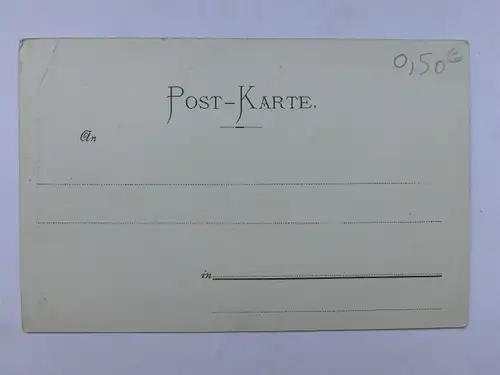 0,50€
POST-KARTE.
An
in